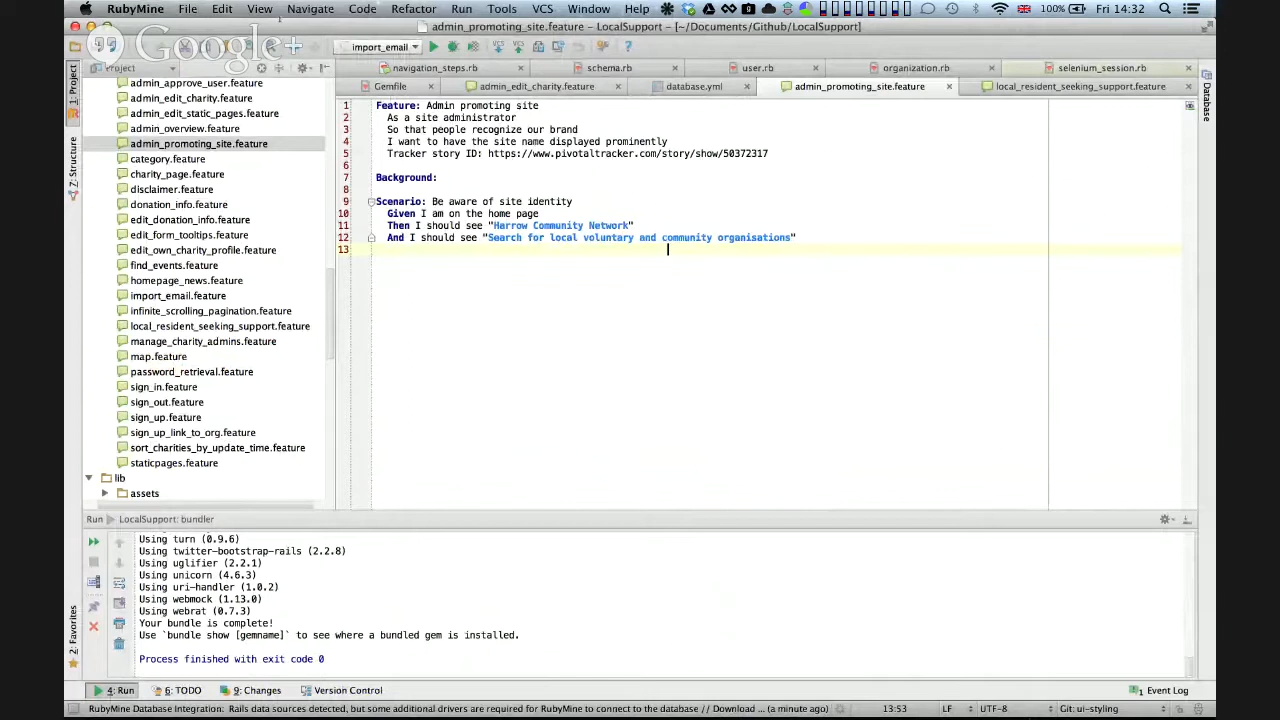 RubyMine File Edit View Navigate Code Refactor Run Tools VCS Window Help 100% Fri 14:32
admin_promoting_site.feature – LocalSupport – [~/Documents/Github/LocalSupport]
Google+
import_email
Project
navigation_steps.rb schema.rb user.rb organization.rb selenium_session.rb
Gemfile admin_edit_charity.feature database.yml admin_promoting_site.feature local_resident_seeking_support.feature
1: Project
7: Structure
2: Favorites
Database
admin_approve_user.feature
admin_edit_charity.feature
admin_edit_static_pages.feature
admin_overview.feature
admin_promoting_site.feature
category.feature
charity_page.feature
disclaimer.feature
donation_info.feature
edit_donation_info.feature
edit_form_tooltips.feature
edit_own_charity_profile.feature
find_events.feature
homepage_news.feature
import_email.feature
infinite_scrolling_pagination.feature
local_resident_seeking_support.feature
manage_charity_admins.feature
map.feature
password_retrieval.feature
sign_in.feature
sign_out.feature
sign_up.feature
sign_up_link_to_org.feature
sort_charities_by_update_time.feature
staticpages.feature
lib
assets
1 Feature: Admin promoting site
2 As a site administrator
3 So that people recognize our brand
4 I want to have the site name displayed prominently
5 Tracker story ID: https://www.pivotaltracker.com/story/show/50372317
6
7 Background:
8
9 Scenario: Be aware of site identity
10 Given I am on the home page
11 Then I should see "Harrow Community Network"
12 And I should see "Search for local voluntary and community organisations"
13
Run LocalSupport: bundler
Using turn (0.9.6)
Using twitter-bootstrap-rails (2.2.8)
Using uglifier (2.2.1)
Using unicorn (4.6.3)
Using uri-handler (1.0.2)
Using webmock (1.13.0)
Using webrat (0.7.3)
Your bundle is complete!
Use `bundle show [gemname]` to see where a bundled gem is installed.
Process finished with exit code 0
4: Run 6: TODO 9: Changes Version Control 1 Event Log
RubyMine Database Integration: Rails data sources detected, but some additional drivers are required for RubyMine to connect to the database // Download ... (a minute ago) 13:53 LF UTF-8 Git: ui-styling